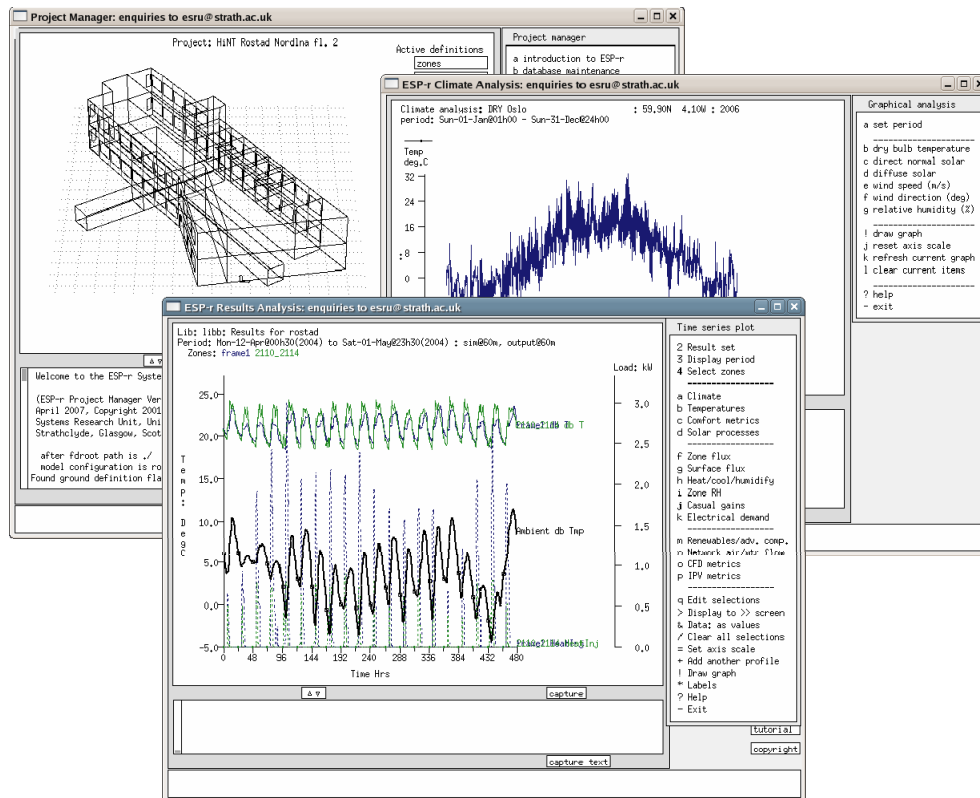 Project Manager: enquiries to esru@strath.ac.uk
Project: HiNT Rostad Nordlna fl. 2
Active definitions
zones
Project manager
a introduction to ESP-r
b database maintenance
ESP-r Climate Analysis: enquiries to esru@strath.ac.uk
Climate analysis: DRY Oslo : 59.90N 4.10W : 2006
period: Sun-01-Jan@01h00 - Sun-31-Dec@24h00
Temp
deg.C
32
24
16
8
0
Graphical analysis
a set period
b dry bulb temperature
c direct normal solar
d diffuse solar
e wind speed (m/s)
f wind direction (deg)
g relative humidity (%)
! draw graph
j reset axis scale
k refresh current graph
l clear current items
? help
- exit
Welcome to the ESP-r Syste
(ESP-r Project Manager Ver
April 2007, Copyright 2001
Systems Research Unit, Uni
Strathclyde, Glasgow, Scot
after fdroot path is ./
model configuration is ro
Found ground definition fla
ESP-r Results Analysis: enquiries to esru@strath.ac.uk
Lib: libb: Results for rostad
Period: Mon-12-Apr@00h30(2004) to Sat-01-May@23h30(2004) : sim@60m, output@60m
Zones: frame1 2110_2114
Load: kW
25.0
20.0
15.0
10.0
5.0
0.0
-5.0
Temp: DegC
3.0
2.5
2.0
1.5
1.0
0.5
0.0
db T
Ambient db Tmp
0 48 96 144 192 240 288 336 384 432 480
Time Hrs
capture
capture text
Time series plot
2 Result set
3 Display period
4 Select zones
a Climate
b Temperatures
c Comfort metrics
d Solar processes
f Zone flux
g Surface flux
h Heat/cool/humidify
i Zone RH
j Casual gains
k Electrical demand
m Renewables/adv. comp.
n Network air/wtr flow
o CFD metrics
p IPV metrics
q Edit selections
> Display to >> screen
& Data: as values
/ Clear all selections
= Set axis scale
+ Add another profile
! Draw graph
* Labels
? Help
- Exit
tutorial
copyright